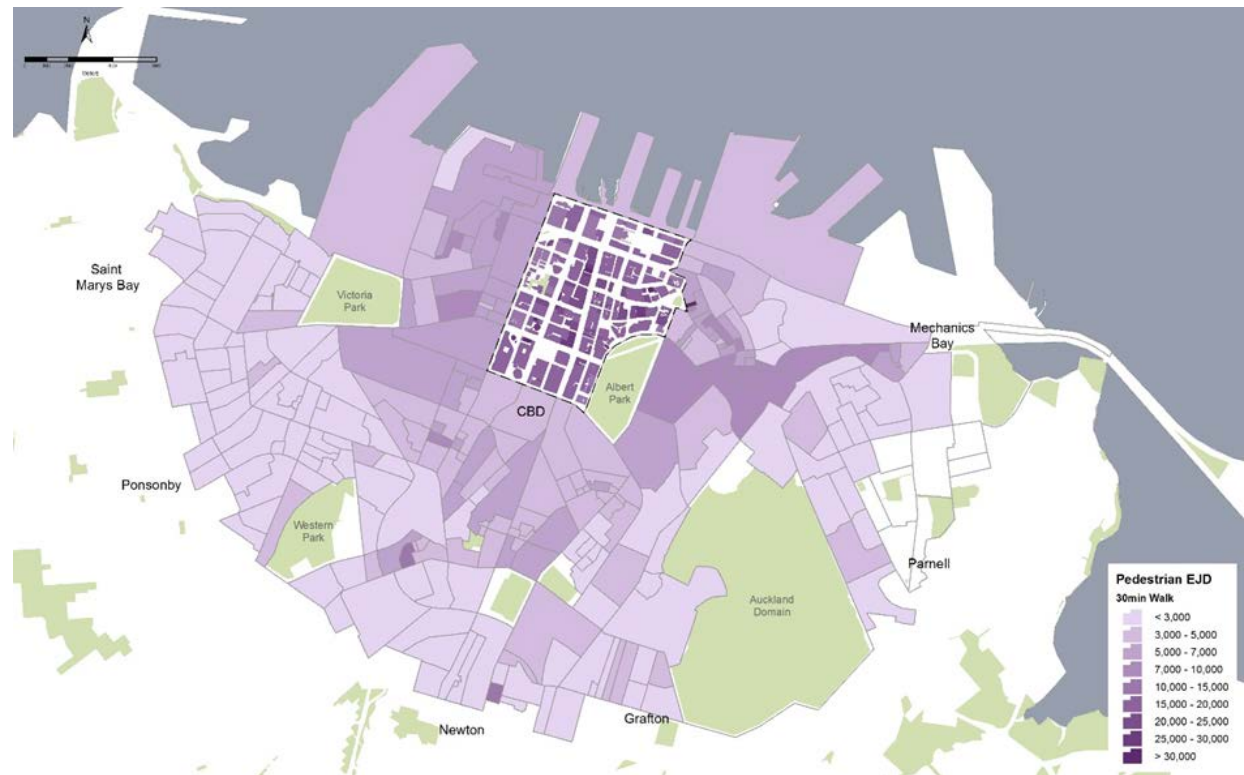 N
Saint
Marys Bay
Victoria
Park
Mechanics
Bay
Albert
Park
CBD
Ponsonby
Western
Park
Parnell
Auckland
Domain
Newton
Grafton
Pedestrian EJD
30min Walk
< 3,000
3,000 - 5,000
5,000 - 7,000
7,000 - 10,000
10,000 - 15,000
15,000 - 20,000
20,000 - 25,000
25,000 - 30,000
> 30,000